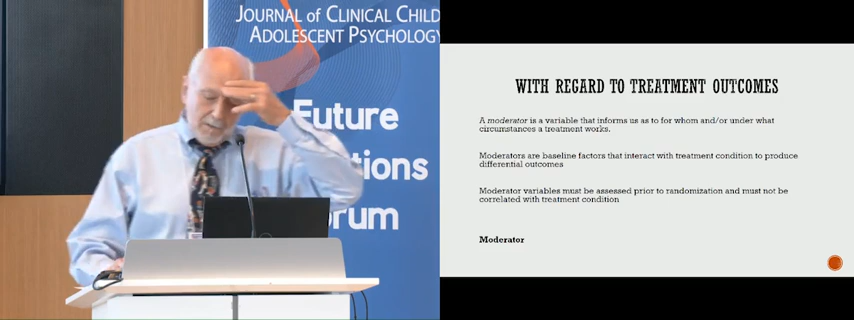 JOURNAL of CLINICAL CHILD
ADOLESCENT PSYCHOLOGY
Future
tions
rum
WITH REGARD TO TREATMENT OUTCOMES
A moderator is a variable that informs us as to for whom and/or under what
circumstances a treatment works.
Moderators are baseline factors that interact with treatment condition to produce
differential outcomes
Moderator variables must be assessed prior to randomization and must not be
correlated with treatment condition
Moderator